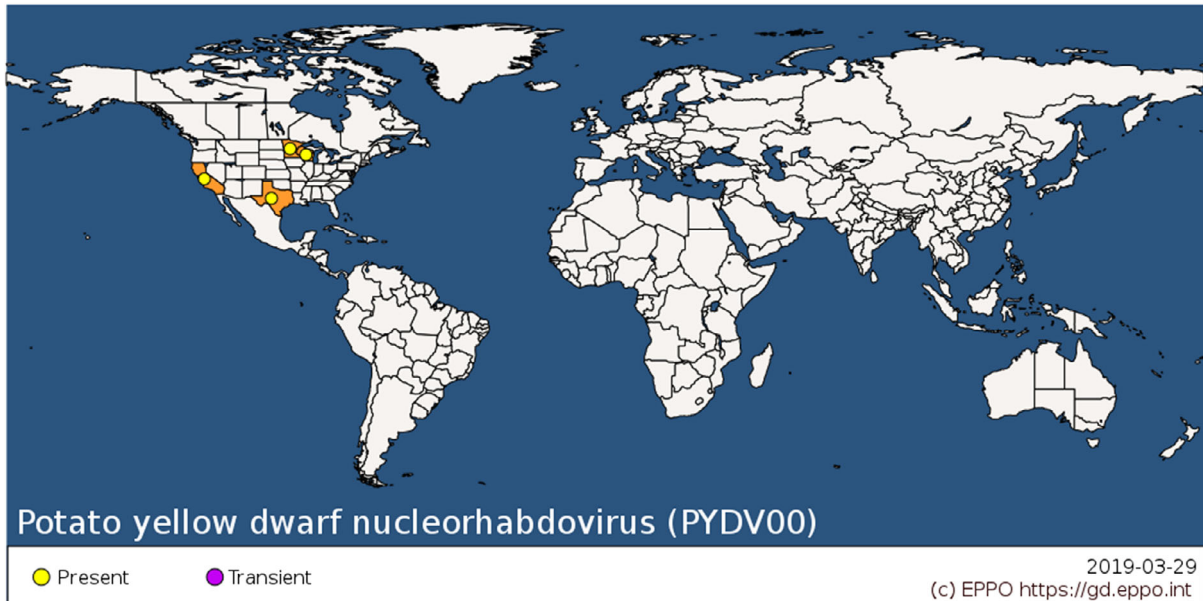 Potato yellow dwarf nucleorhabdovirus (PYDV00)
Present
Transient
2019-03-29
(c) EPPO https://gd.eppo.int